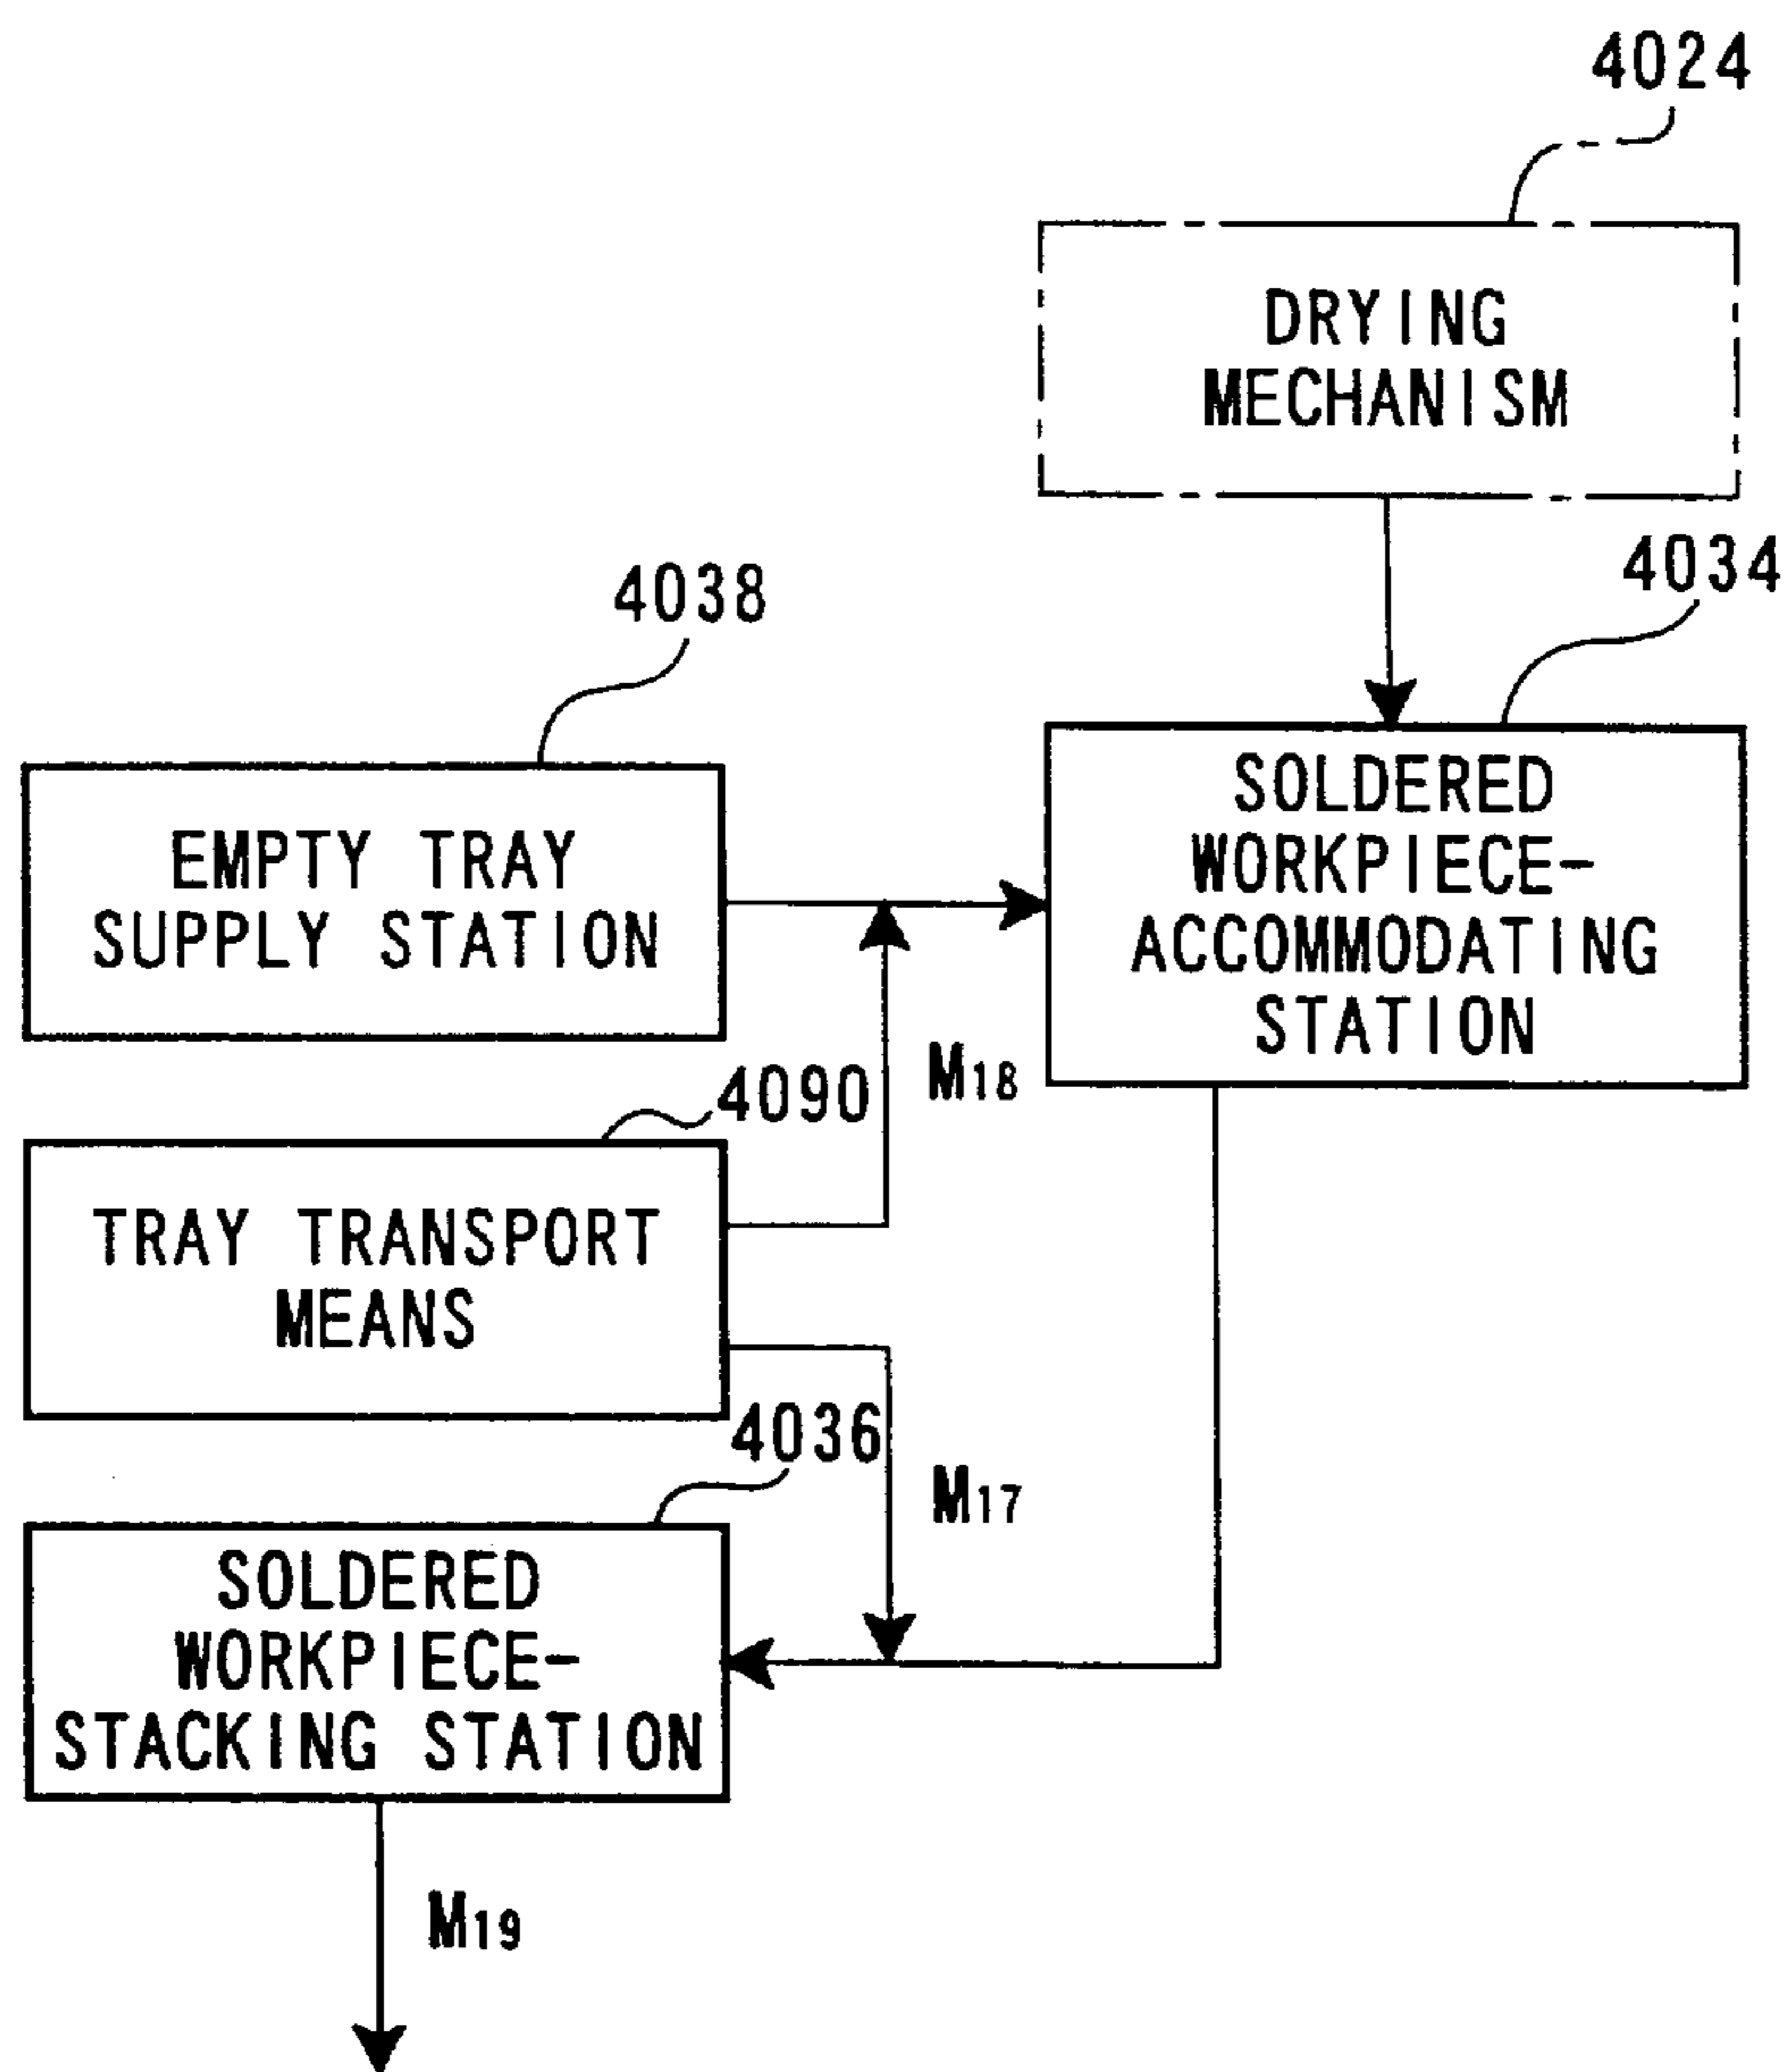 4024
DRYING
MECHANISM
4034
4038
SOLDERED
WORKPIECE-
ACCOMMODATING
STATION
EMPTY TRAY
SUPPLY STATION
M18
4090
TRAY TRANSPORT
MEANS
4036
M17
SOLDERED
WORKPIECE-
STACKING STATION
M19